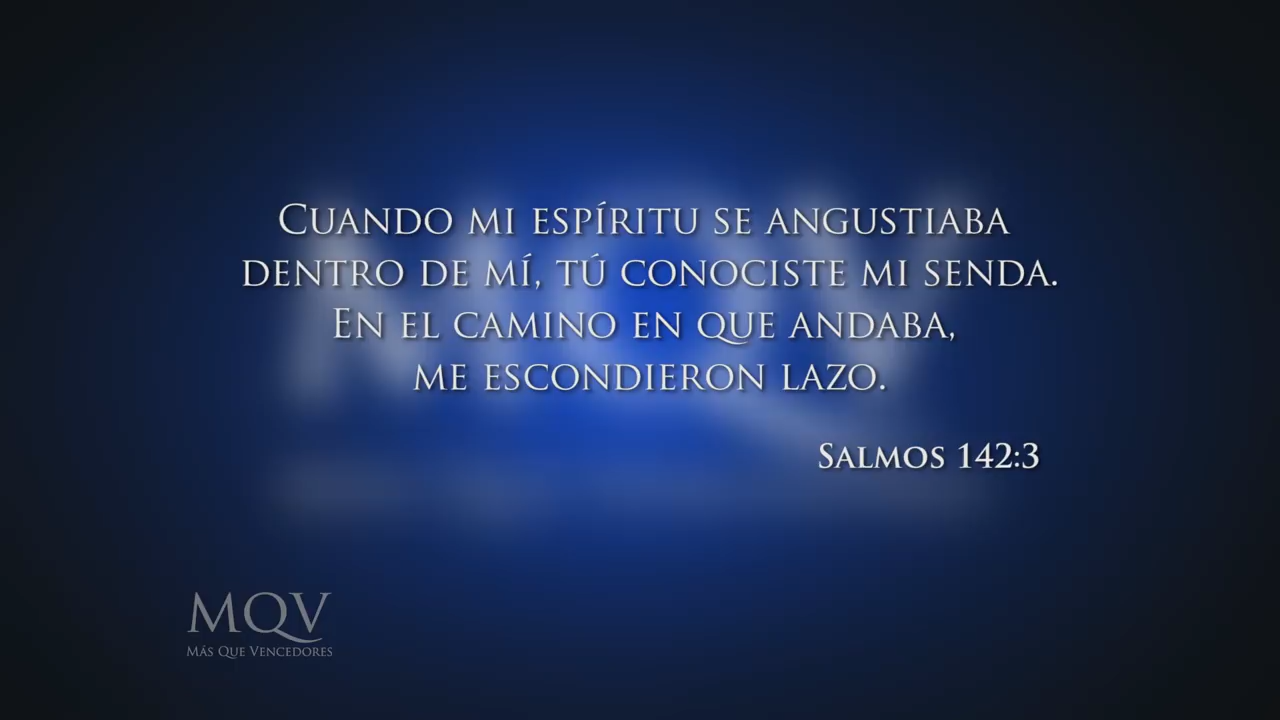 Cuando mi espíritu se angustiaba
dentro de mí, tú conociste mi senda.
En el camino en que andaba,
me escondieron lazo.
Salmos 142:3
MQV
Más Que Vencedores